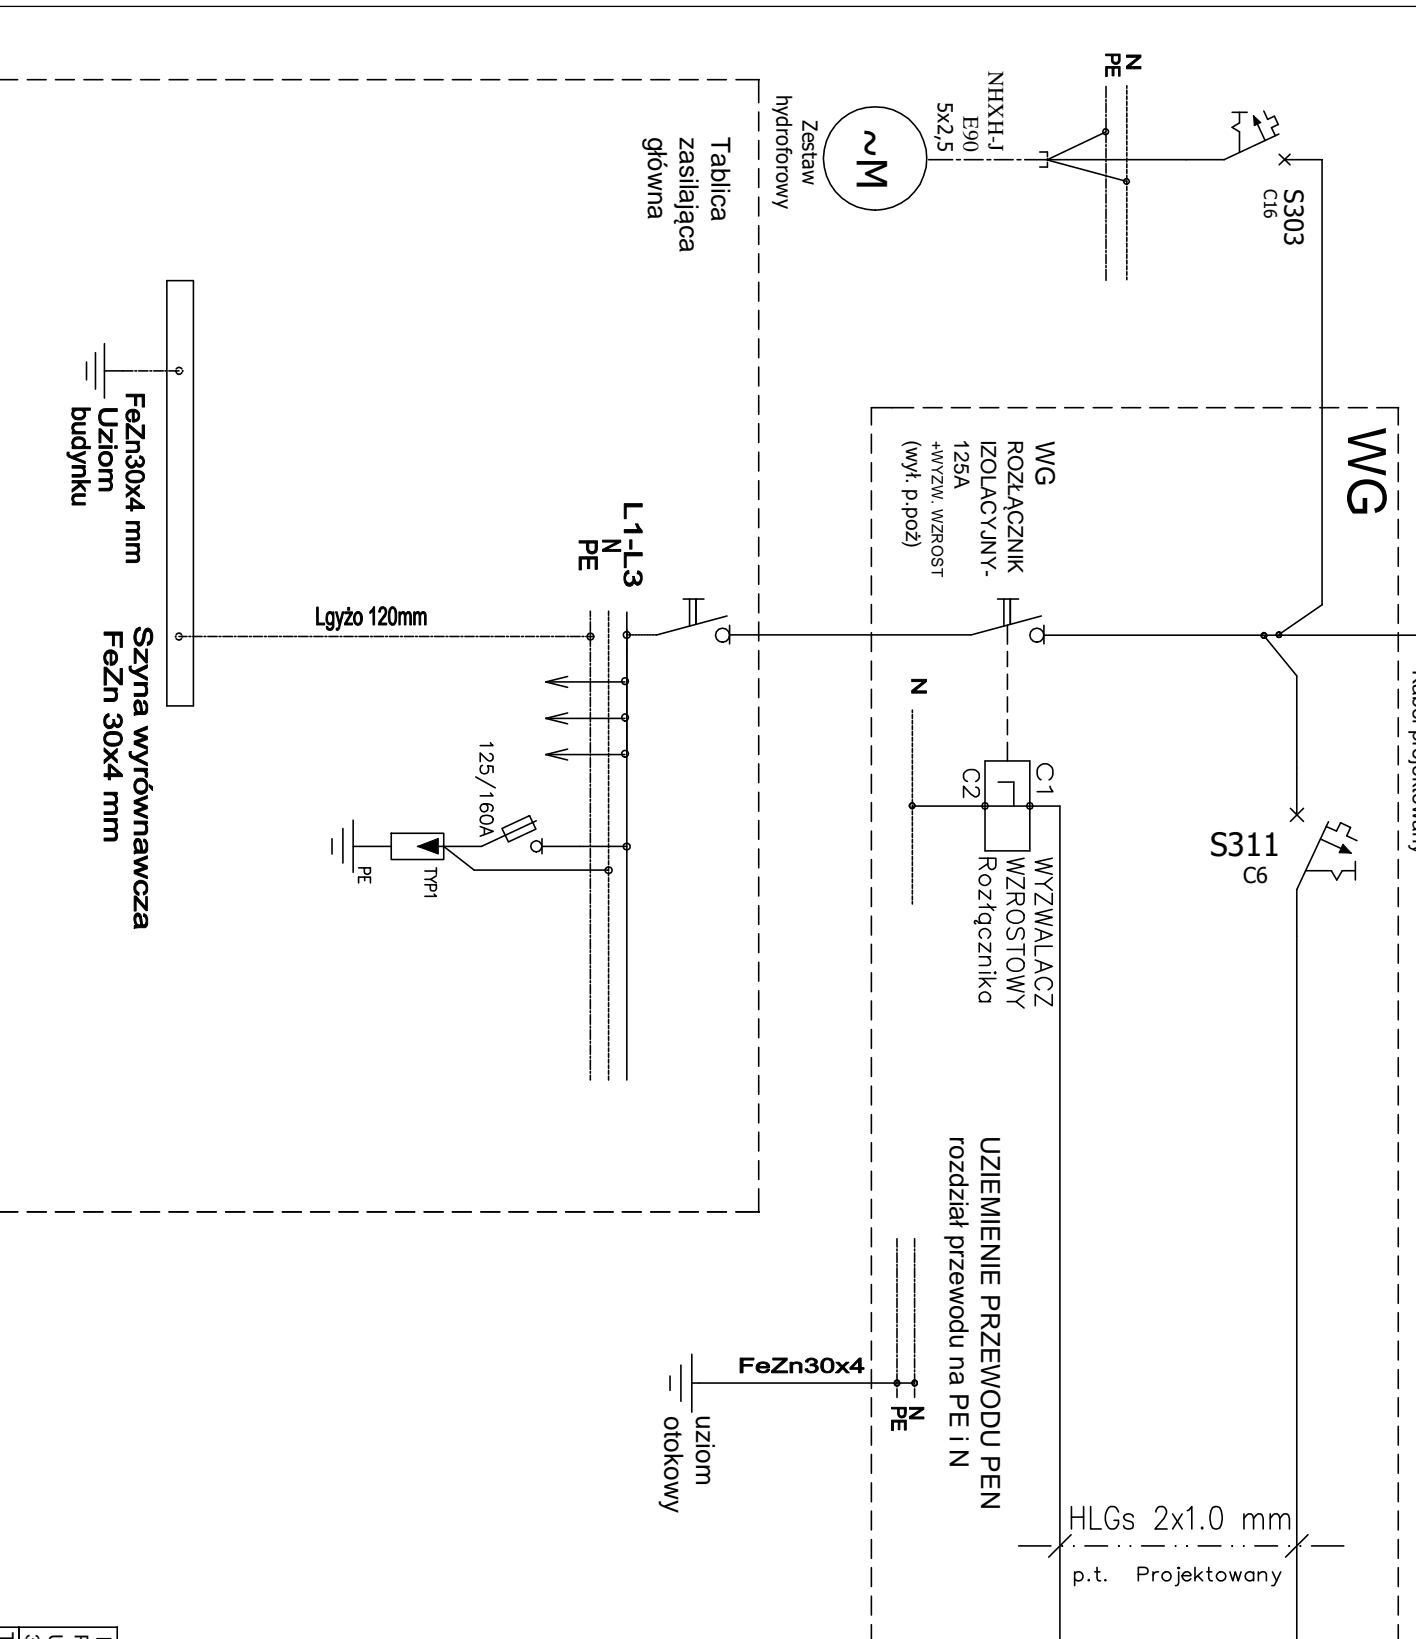 N
PE
NHXH-J
E90
5x2,5
Zestaw
hydroforowy
~M
S303
C16
Tablica
zasilająca
główna
WG
WG
ROZŁĄCZNIK
IZOLACYJNY-
125A
+WYZW. WZROST
(wył. p.poż)
FeZn30x4 mm
Uziom
budynku
L1-L3
N
PE
Lgyżo 120mm
Szyna wyrównawcza
FeZn 30x4 mm
N
C1
C2
WYZWALACZ
WZROSTOWY
Rozłącznika
S311
C6
projektowany
125/160A
TYP1
PE
UZIEMIENIE PRZEWODU PEN
rozdział przewodu na PE i N
FeZn30x4
N
PE
uziom
otokowy
HLGs 2x1.0 mm
p.t. Projektowany